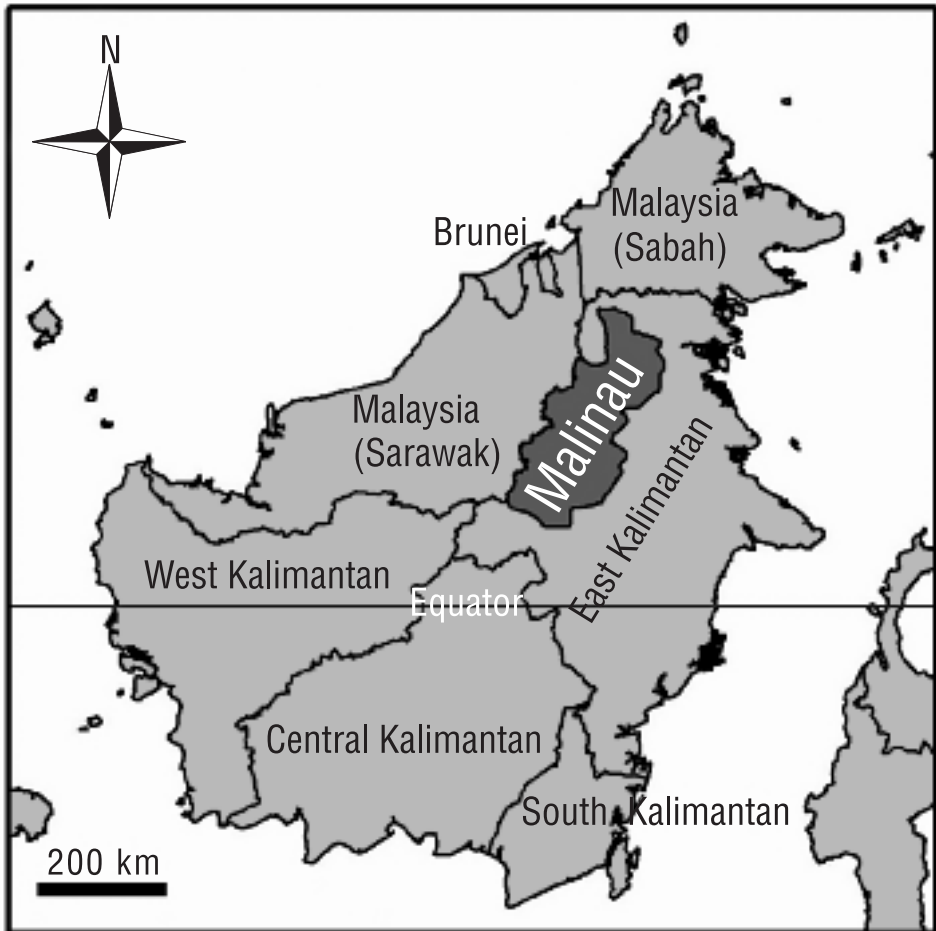 N
Malaysia
(Sabah)
Brunei
Malinau
Malaysia
(Sarawak)
East Kalimantan
West Kalimantan
Equator
Central Kalimantan
South Kalimantan
200 km